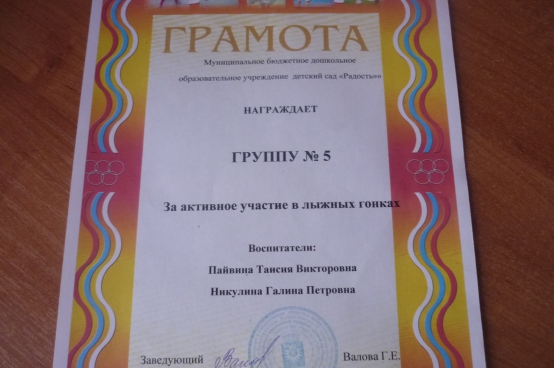 ГРАМОТА
Муниципальное бюджетное дошкольное
образовательное учреждение детский сад «Радость»»
НАГРАЖДАЕТ
ГРУППУ № 5
За активное участие в лыжных гонках
Воспитатели:
Пайвина Таисия Викторовна
Никулина Галина Петровна
Заведующий Валова Г.Е.